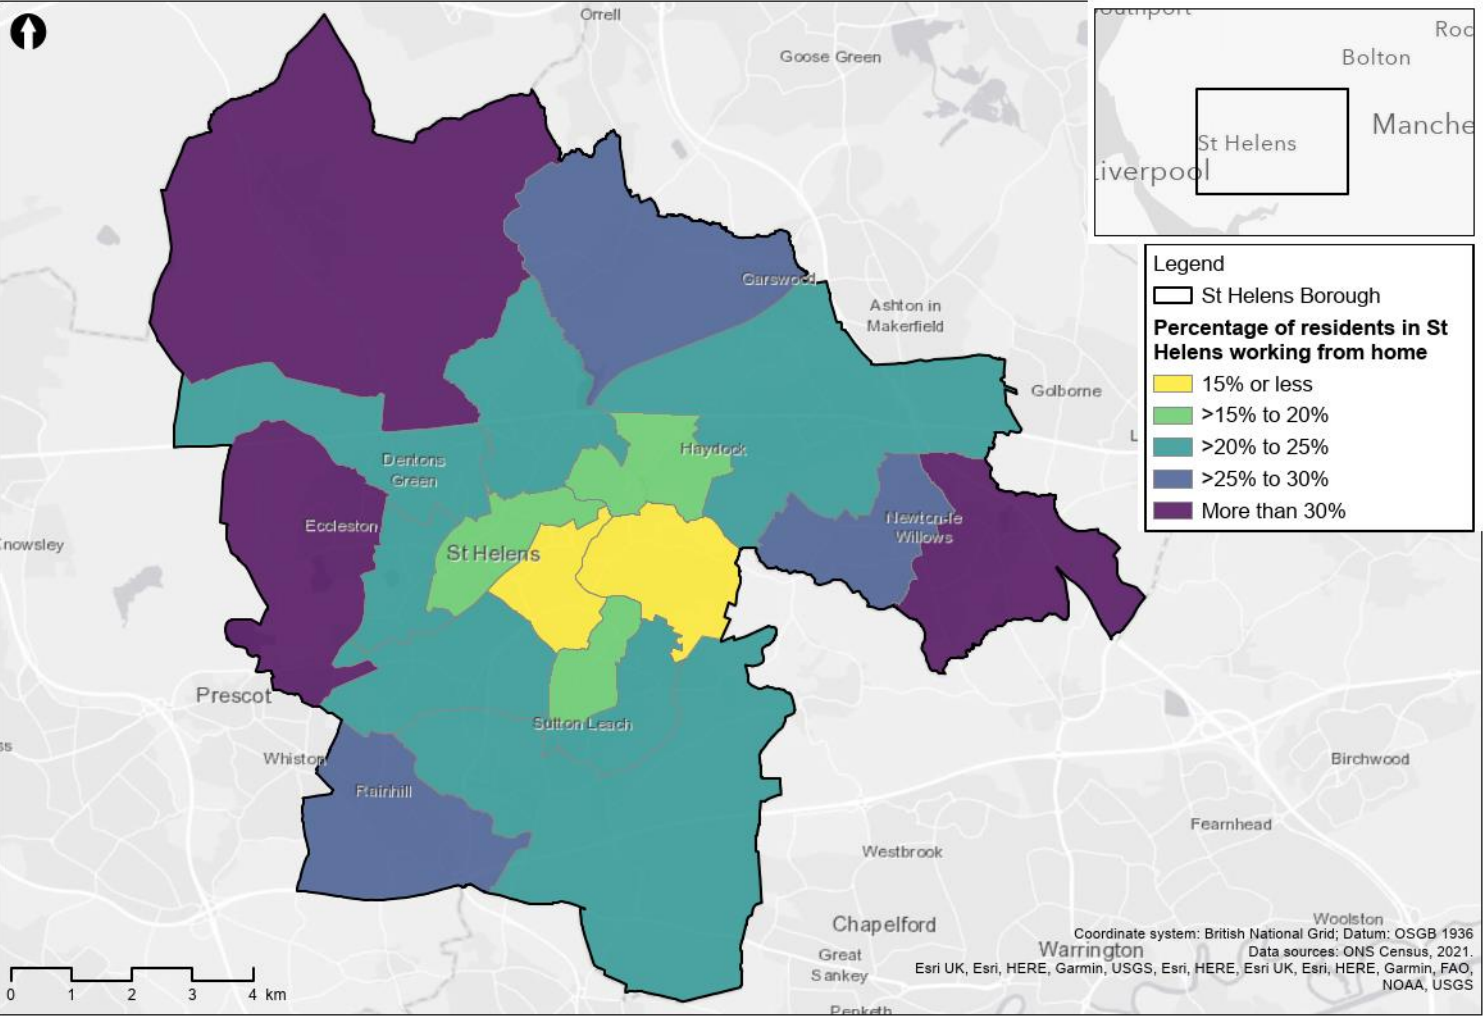 Orrell
Goose Green
Garswood
Ashton in
Makerfield
Golborne
Haydock
Dentons
Green
Eccleston
St Helens
Newton-le
Willows
Prescot
Sutton Leach
Whiston
Rainhill
Birchwood
Fearnhead
Westbrook
Chapelford
Great
Sankey
Woolston
Warrington
Penketh
Bolton
St Helens
Legend
St Helens Borough
Percentage of residents in St
Helens working from home
15% or less
>15% to 20%
>20% to 25%
>25% to 30%
More than 30%
0 1 2 3 4 km
Coordinate system: British National Grid; Datum: OSGB 1936
Data sources: ONS Census, 2021.
Esri UK, Esri, HERE, Garmin, USGS, Esri, HERE, Esri UK, Esri, HERE, Garmin, FAO,
NOAA, USGS